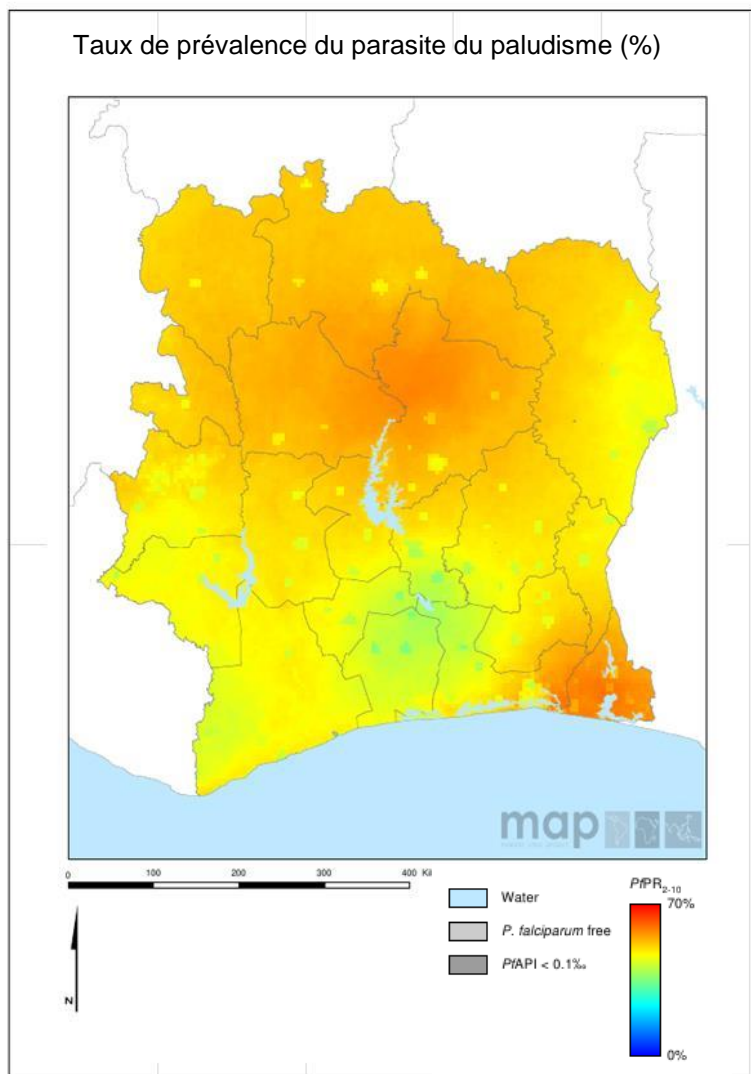 Taux de prévalence du parasite du paludisme (%)
map
0 100 200 300 400 Kil
Water
P. falciparum free
PfAPI < 0.1‰
PfPR2-10
70%
0%
N